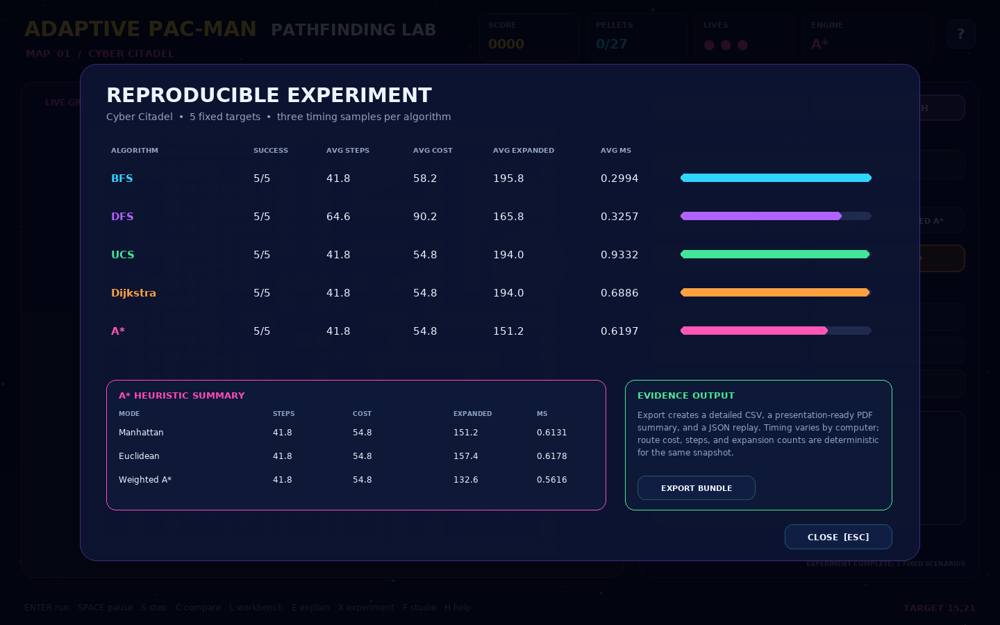 ADAPTIVE PAC-MAN PATHFINDING LAB
MAP 01 / CYBER CITADEL
SCORE
0000
PELLETS
0/27
LIVES
ENGINE
A*
?
LIVE GR
H
ED A*
REPRODUCIBLE EXPERIMENT
Cyber Citadel • 5 fixed targets • three timing samples per algorithm
ALGORITHM SUCCESS AVG STEPS AVG COST AVG EXPANDED AVG MS
BFS 5/5 41.8 58.2 195.8 0.2994
DFS 5/5 64.6 90.2 165.8 0.3257
UCS 5/5 41.8 54.8 194.0 0.9332
Dijkstra 5/5 41.8 54.8 194.0 0.6886
A* 5/5 41.8 54.8 151.2 0.6197
A* HEURISTIC SUMMARY
MODE STEPS COST EXPANDED MS
Manhattan 41.8 54.8 151.2 0.6131
Euclidean 41.8 54.8 157.4 0.6178
Weighted A* 41.8 54.8 132.6 0.5616
EVIDENCE OUTPUT
Export creates a detailed CSV, a presentation-ready PDF
summary, and a JSON replay. Timing varies by computer;
route cost, steps, and expansion counts are deterministic
for the same snapshot.
EXPORT BUNDLE
CLOSE [ESC]
EXPERIMENT COMPLETE: 5 FIXED SCENARIOS
ENTER run SPACE pause S step C compare L workbench E explain X experiment F studio H help
TARGET 15,21